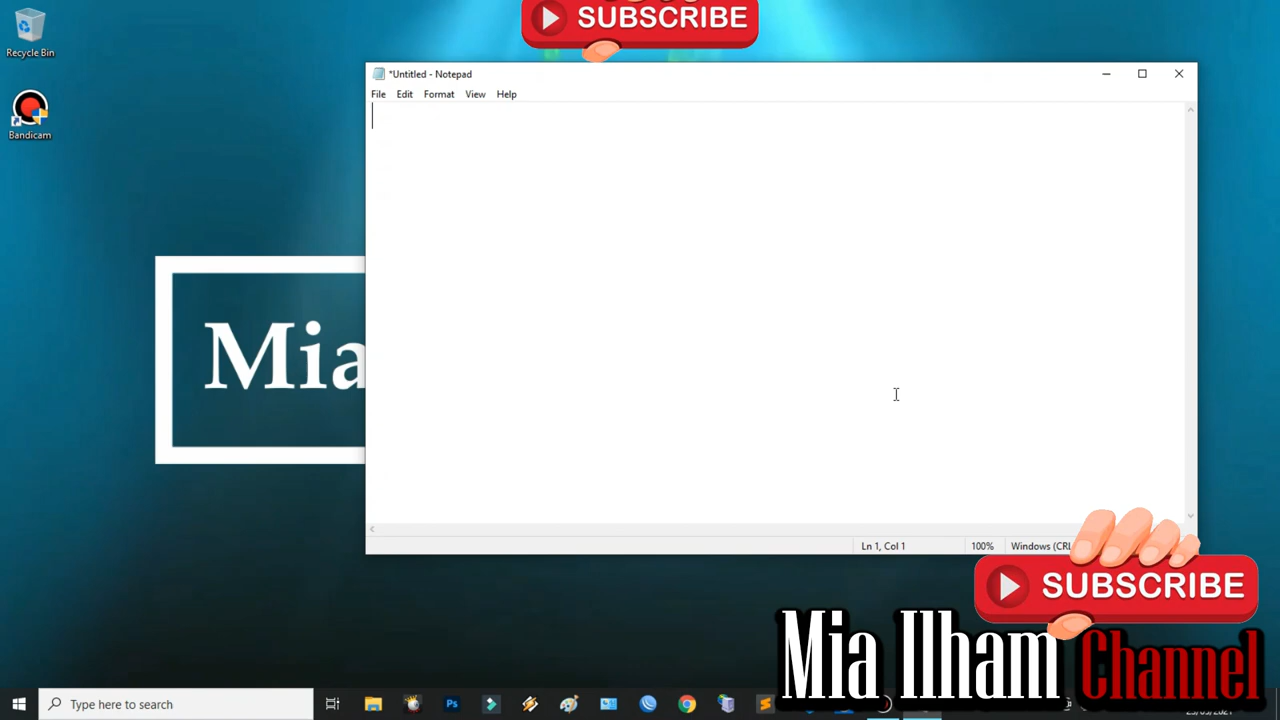 SUBSCRIBE
Recycle Bin
*Untitled - Notepad
File Edit Format View Help
Bandicam
Mia
Ln 1, Col 1 100% Windows (CRL
SUBSCRIBE
Mia Ilham Channel
Type here to search
Ps